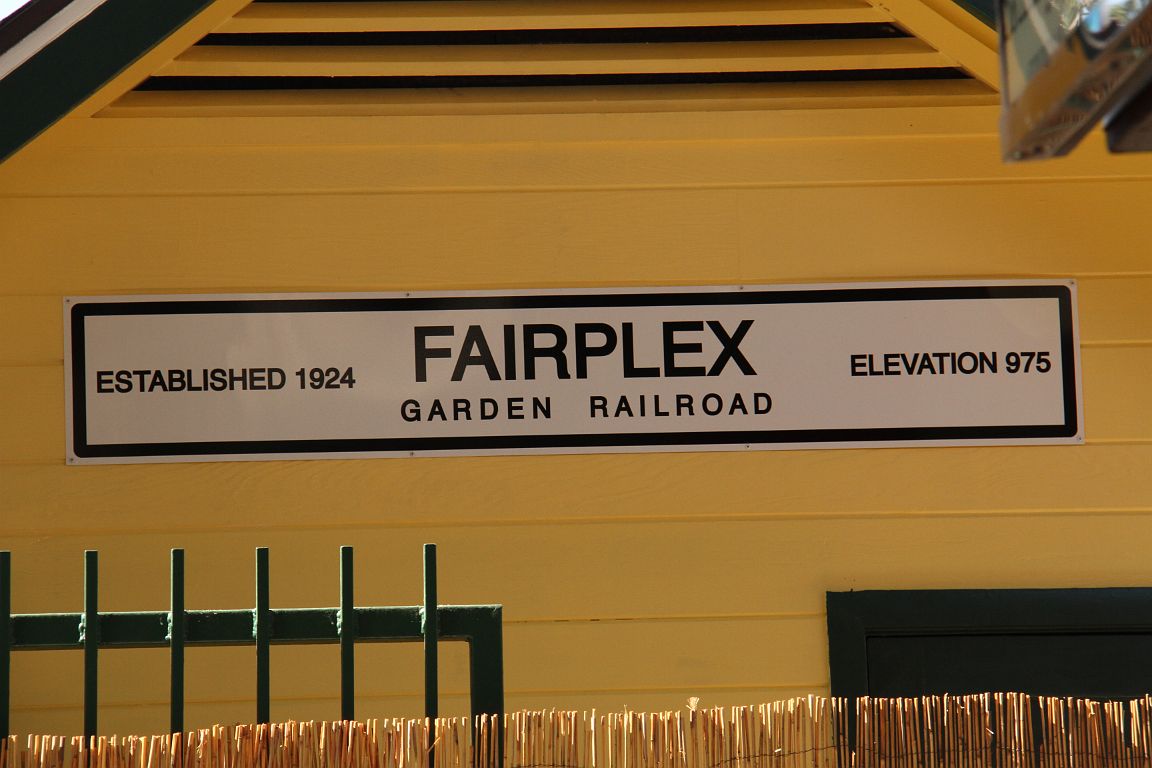 ESTABLISHED 1924
FAIRPLEX
GARDEN RAILROAD
ELEVATION 975